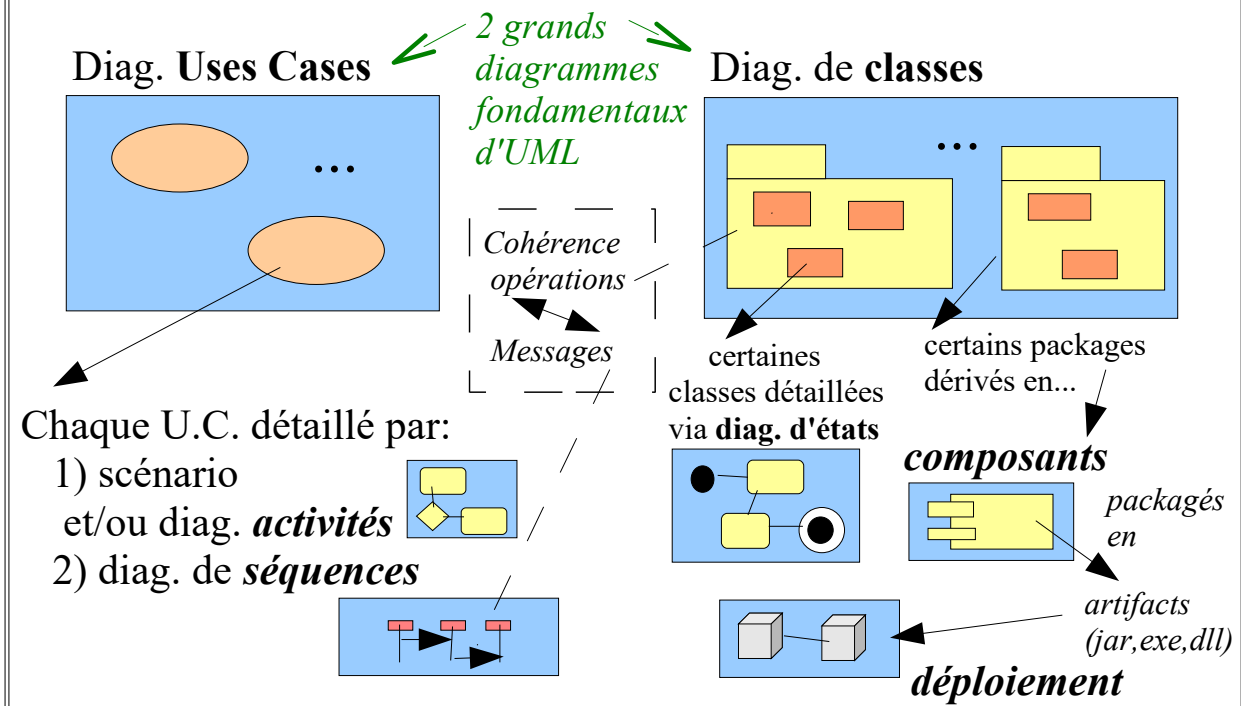 2 grands
diagrammes
fondamentaux
d'UML
Diag. Uses Cases
Diag. de classes
...
...
Cohérence
opérations
Messages
certaines
classes détaillées
via diag. d'états
certains packages
dérivés en...
Chaque U.C. détaillé par:
1) scénario
et/ou diag. activités
2) diag. de séquences
composants
packagés
en
artifacts
(jar,exe,dll)
déploiement